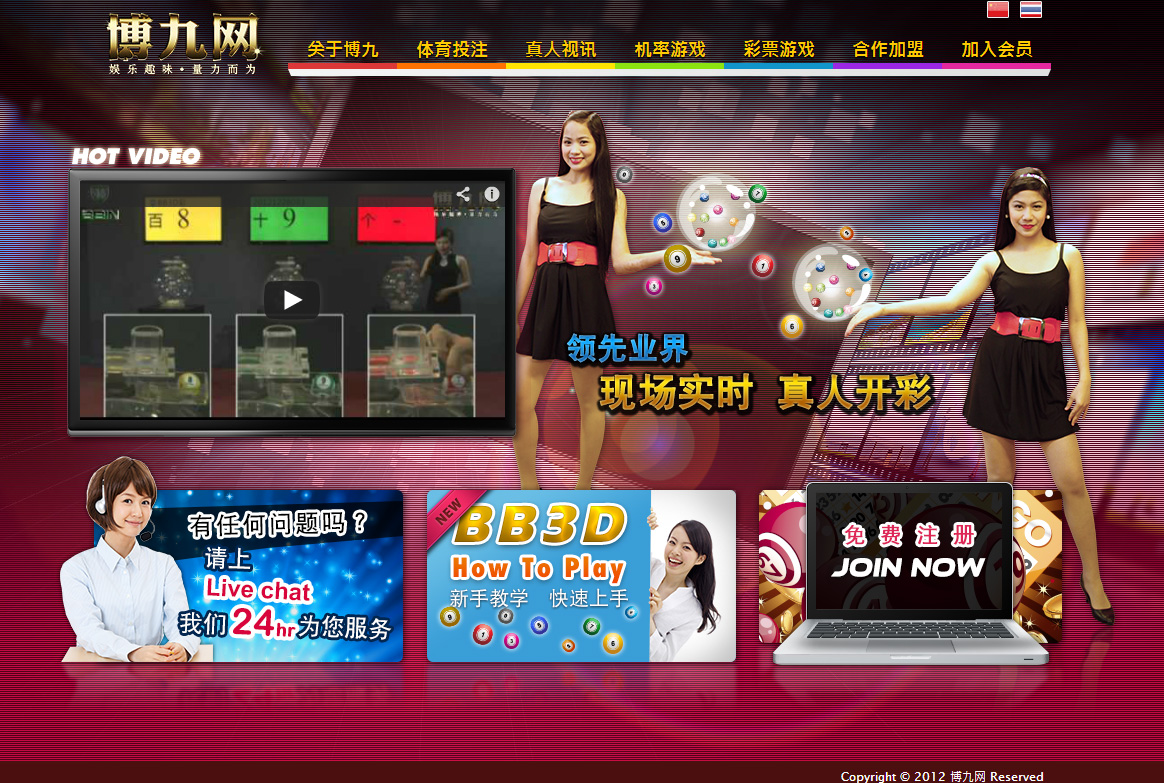 博九网
娱乐趣味·量力而为
关于博九 体育投注 真人视讯 机率游戏 彩票游戏 合作加盟 加入会员
HOT VIDEO
BBIN
百 8 十 9 个 -
领先业界
现场实时 真人开彩
有任何问题吗？
请上
Live chat
我们24hr为您服务
NEW
BB3D
How To Play
新手教学 快速上手
免费注册
JOIN NOW
GO
Copyright © 2012 博九网 Reserved